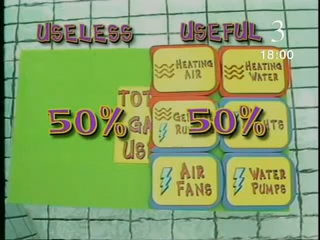 USELESS
USEFUL
3
18:00
HEATING
AIR
HEATING
WATER
50%
50%
AIR
FANS
WATER
PUMPS